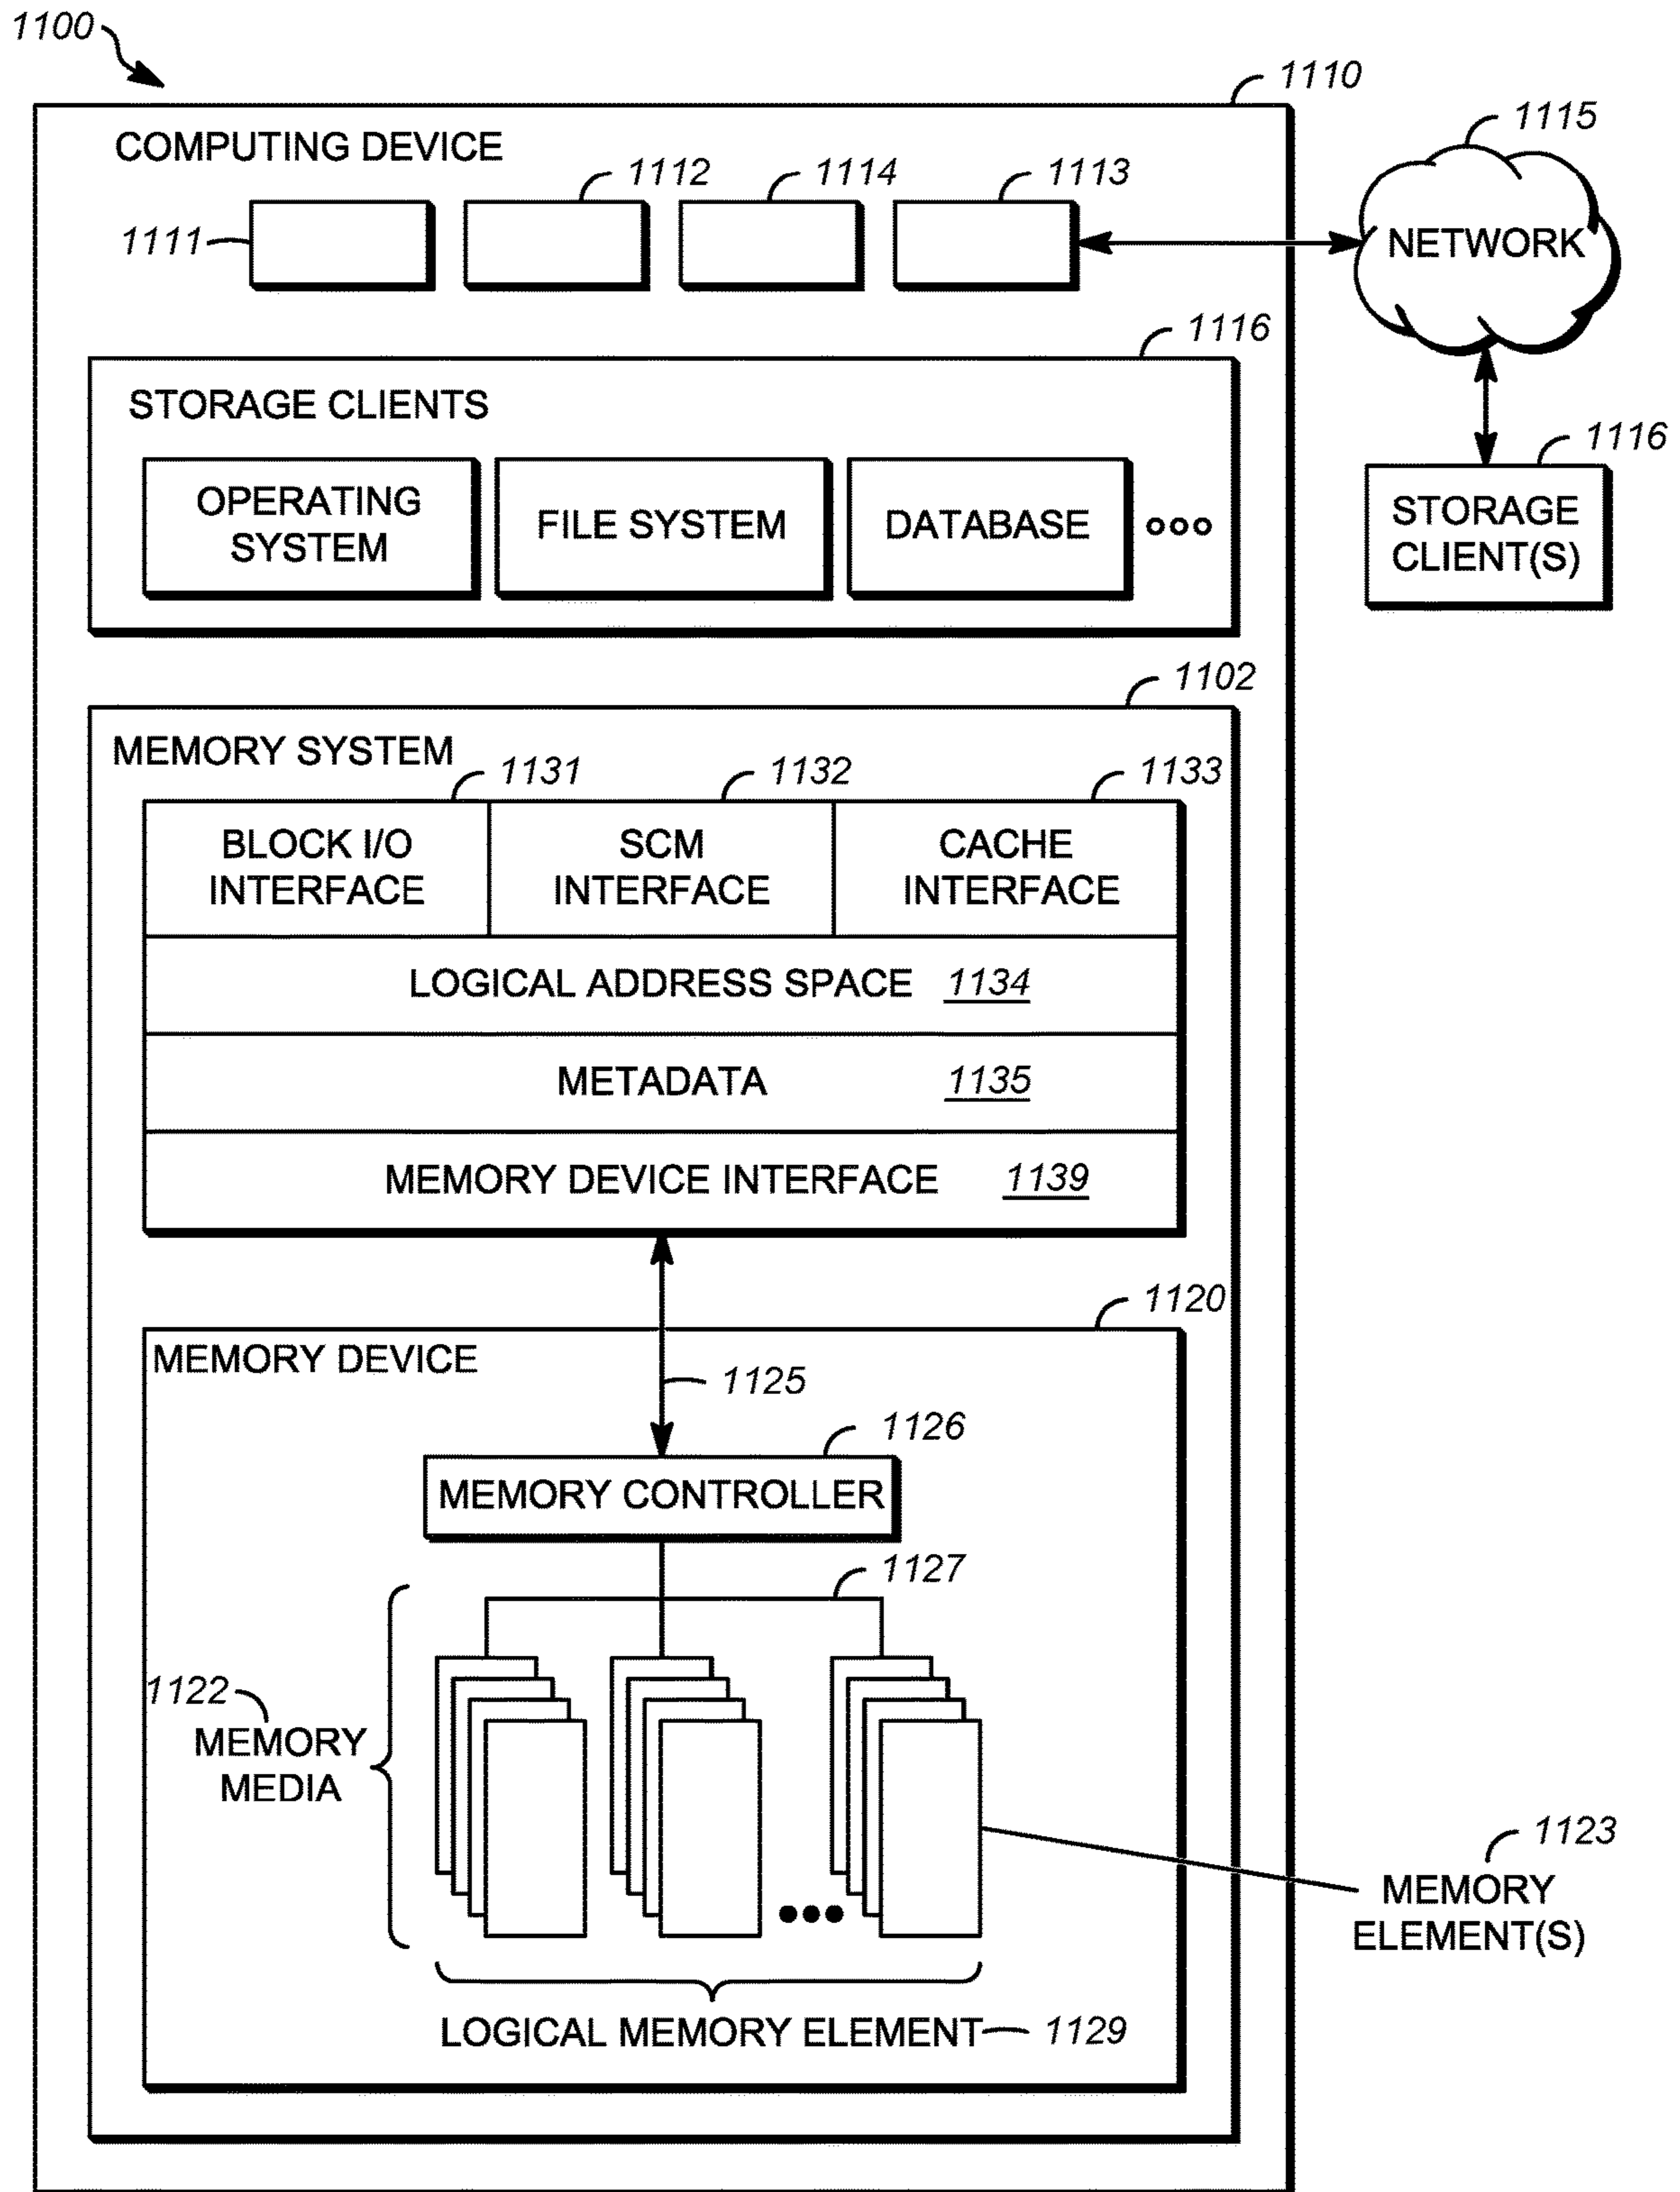 1100
1110
COMPUTING DEVICE
1115
1112
1114
1113
1111
NETWORK
1116
STORAGE CLIENTS
1116
OPERATING
SYSTEM
FILE SYSTEM
DATABASE
STORAGE
CLIENT(S)
1102
MEMORY SYSTEM
1131
1132
1133
BLOCK I/O
INTERFACE
SCM
INTERFACE
CACHE
INTERFACE
LOGICAL ADDRESS SPACE 1134
METADATA 1135
MEMORY DEVICE INTERFACE 1139
1120
MEMORY DEVICE
1125
1126
MEMORY CONTROLLER
1127
1122
MEMORY
MEDIA
1123
MEMORY
ELEMENT(S)
LOGICAL MEMORY ELEMENT 1129